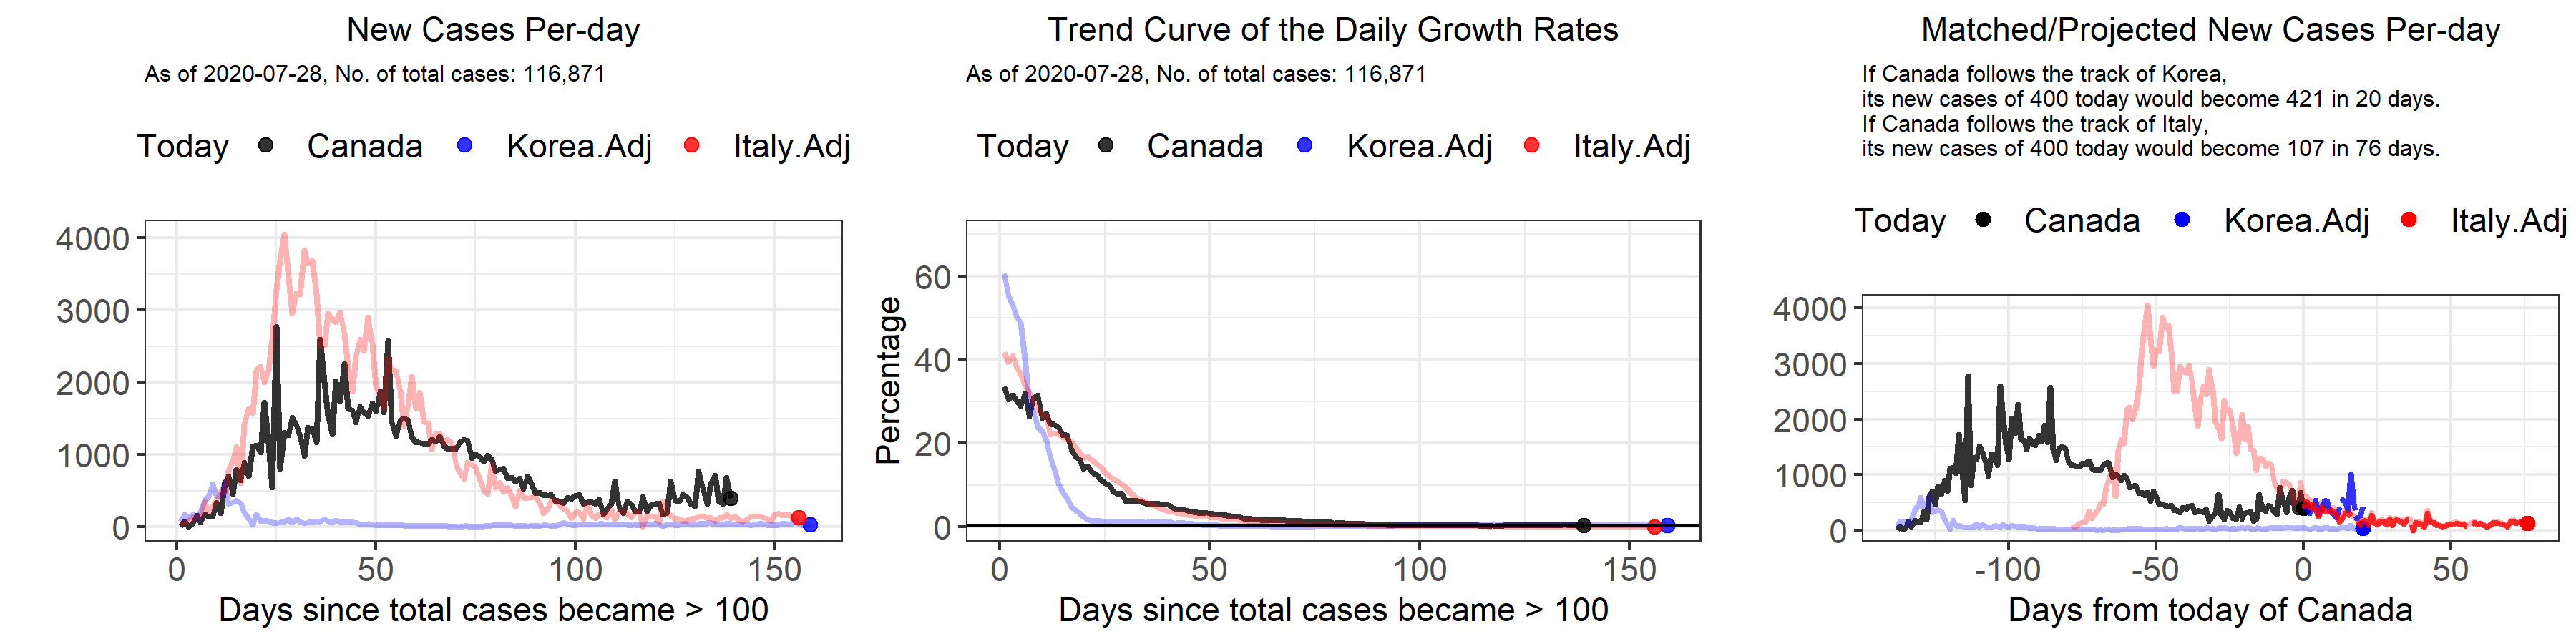 New Cases Per-day
As of 2020-07-28, No. of total cases: 116,871
Today Canada Korea.Adj Italy.Adj
4000
3000
2000
1000
0
0 50 100 150
Days since total cases became > 100
Trend Curve of the Daily Growth Rates
As of 2020-07-28, No. of total cases: 116,871
Today Canada Korea.Adj Italy.Adj
Percentage
60
40
20
0
0 50 100 150
Days since total cases became > 100
Matched/Projected New Cases Per-day
If Canada follows the track of Korea,
its new cases of 400 today would become 421 in 20 days.
If Canada follows the track of Italy,
its new cases of 400 today would become 107 in 76 days.
Today Canada Korea.Adj Italy.Adj
4000
3000
2000
1000
0
-100 -50 0 50
Days from today of Canada